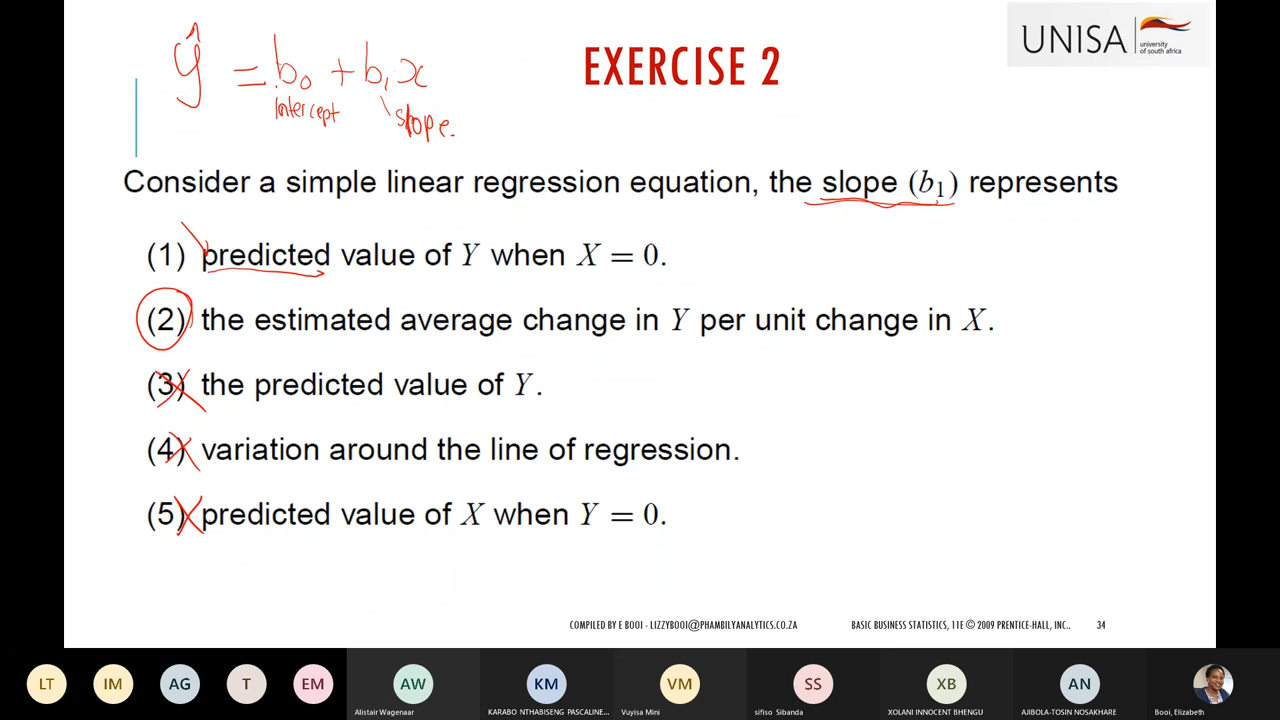 ŷ = b₀ + b₁x
Intercept
slope.
EXERCISE 2
UNISA
university
of south africa
Consider a simple linear regression equation, the slope (b₁) represents
(1) predicted value of Y when X = 0.
(2) the estimated average change in Y per unit change in X.
(3) the predicted value of Y.
(4) variation around the line of regression.
(5) predicted value of X when Y = 0.
COMPILED BY E BOOI - LIZZYBOOI@PHAMBILYANALYTICS.CO.ZA
BASIC BUSINESS STATISTICS, 11E © 2009 PRENTICE-HALL, INC..
34
LT
IM
AG
T
EM
AW
KM
VM
SS
XB
AN
Alistair Wagenaar
KARABO NTHABISENG PASCALINE...
Vuyisa Mini
sifiso Sibanda
XOLANI INNOCENT BHENGU
AJIBOLA-TOSIN NOSAKHARE
Booi, Elizabeth